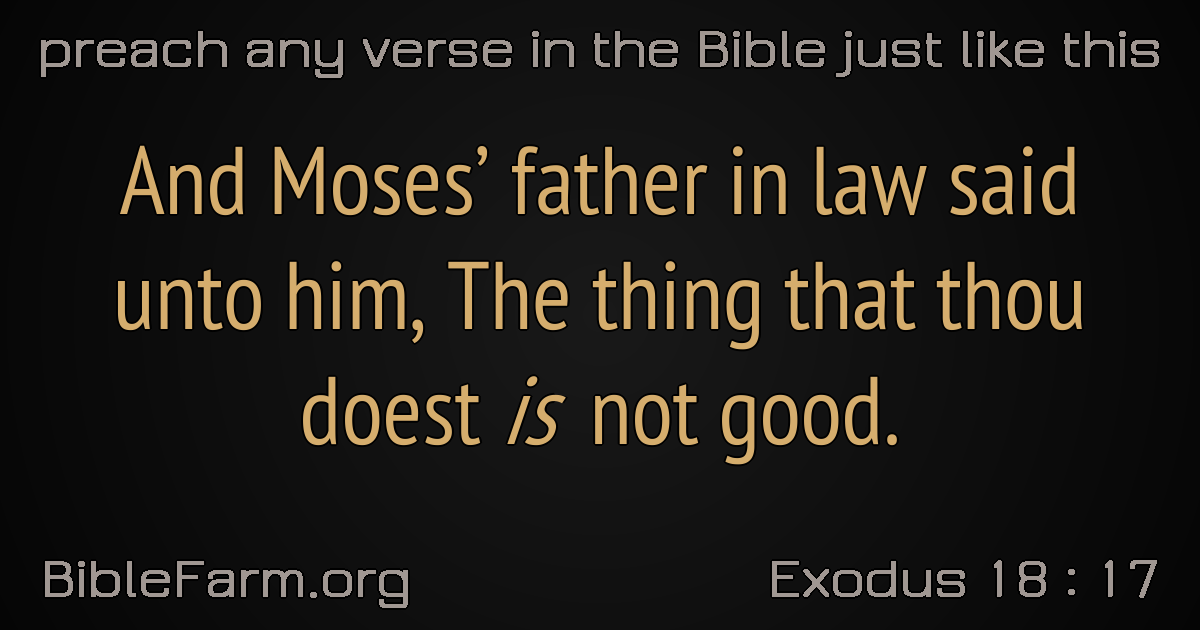 preach any verse in the Bible just like this
And Moses’ father in law said
unto him, The thing that thou
doest is not good.
BibleFarm.org
Exodus 18 : 17